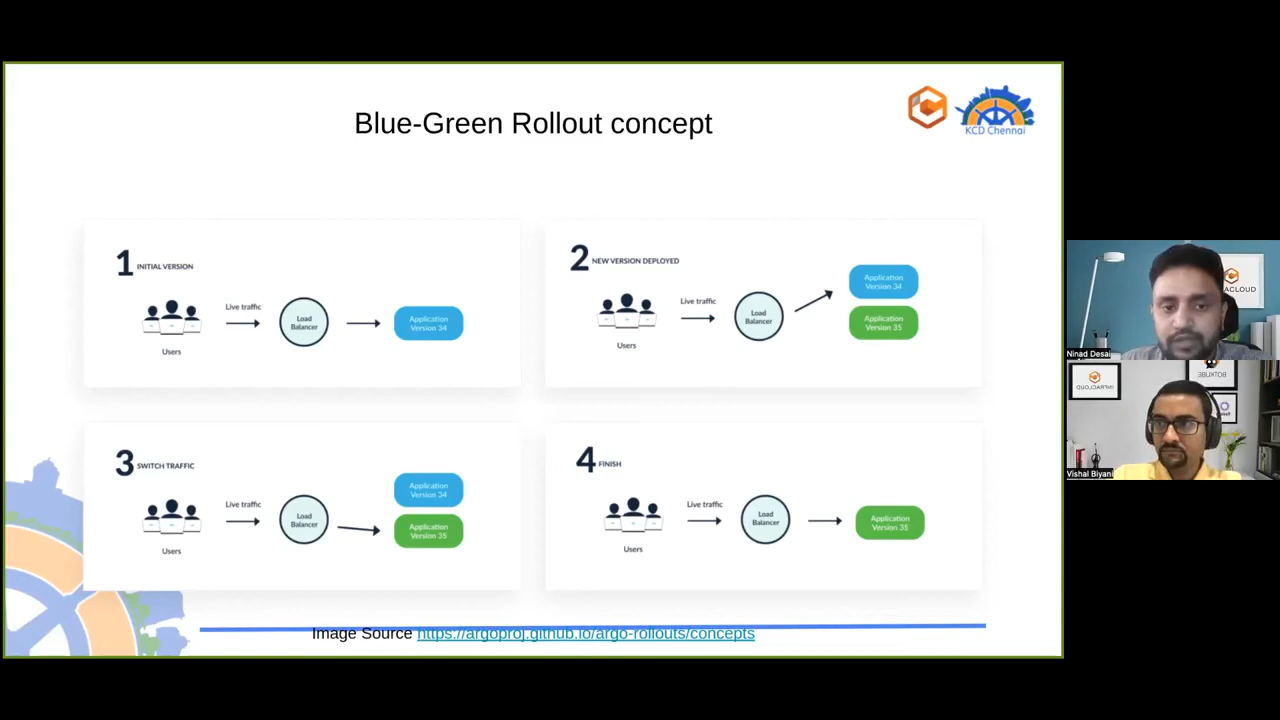 Blue-Green Rollout concept
KCD Chennai
1 INITIAL VERSION
Live traffic
Load
Balancer
Application
Version 34
Users
2 NEW VERSION DEPLOYED
Live traffic
Load
Balancer
Application
Version 34
Application
Version 35
Users
3 SWITCH TRAFFIC
Live traffic
Load
Balancer
Application
Version 34
Application
Version 35
Users
4 FINISH
Live traffic
Load
Balancer
Application
Version 35
Users
Image Source https://argoproj.github.io/argo-rollouts/concepts
Ninad Desai
BOTKUBE
INFRACLOUD
Vishal Biyani